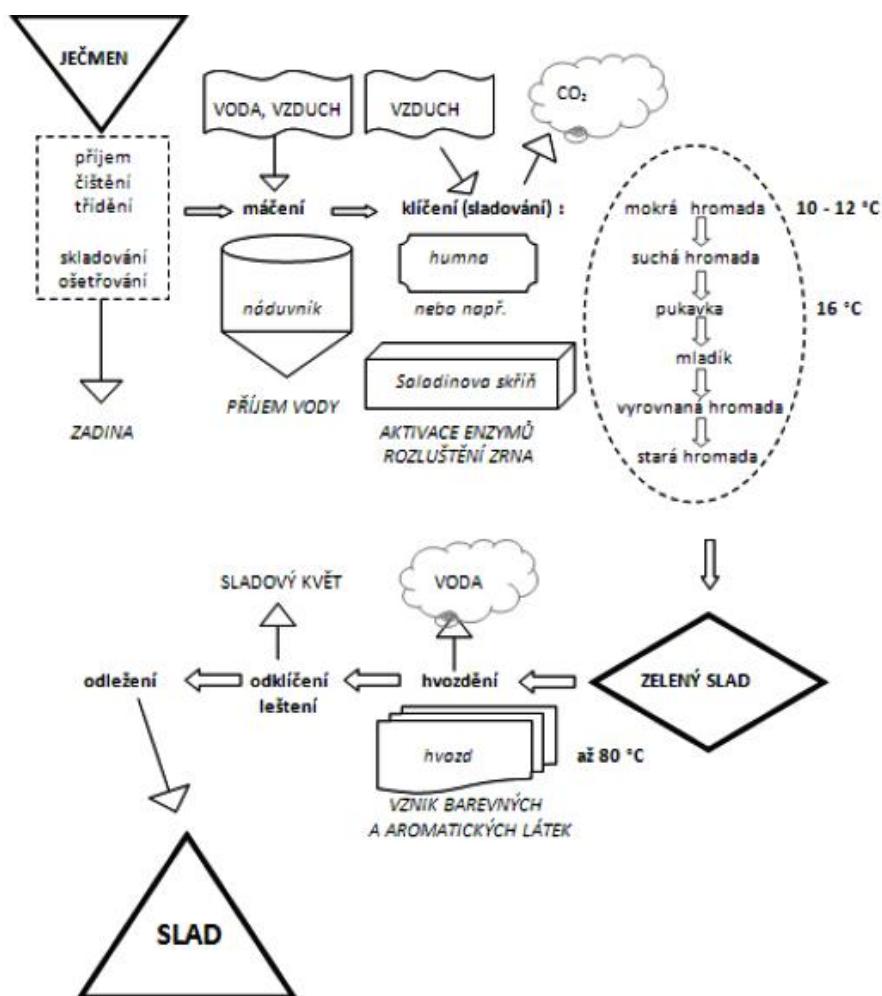 JEČMEN
příjem
čištění
třídění
skladování
ošetřování
ZADINA
VODA, VZDUCH
máčení
náduvník
PŘÍJEM VODY
VZDUCH
CO₂
klíčení (sladování) :
humna
nebo např.
Saladinova skříň
AKTIVACE ENZYMŮ
ROZLUŠTĚNÍ ZRNA
mokrá hromada 10 - 12 °C
suchá hromada
pukavka 16 °C
mladík
vyrovnaná hromada
stará hromada
ZELENÝ SLAD
VODA
hvozdění
hvozd
až 80 °C
VZNIK BAREVNÝCH
A AROMATICKÝCH LÁTEK
SLADOVÝ KVĚT
odklíčení
leštení
odležení
SLAD